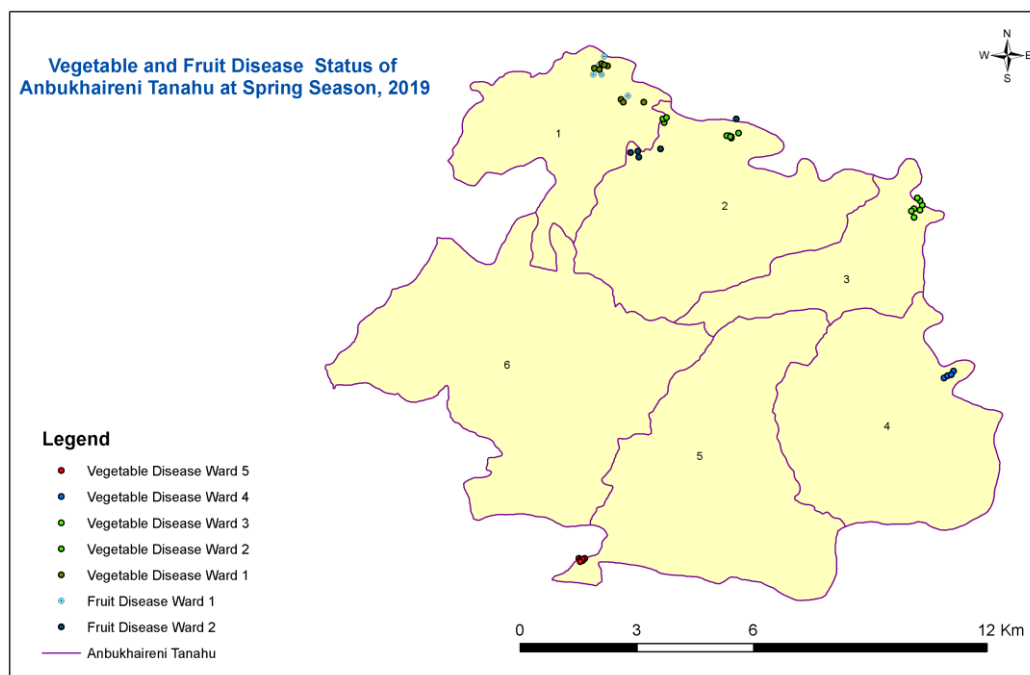 Vegetable and Fruit Disease Status of
Anbukhaireni Tanahu at Spring Season, 2019
N
W E
S
1
2
3
6
4
5
Legend
Vegetable Disease Ward 5
Vegetable Disease Ward 4
Vegetable Disease Ward 3
Vegetable Disease Ward 2
Vegetable Disease Ward 1
Fruit Disease Ward 1
Fruit Disease Ward 2
Anbukhaireni Tanahu
0 3 6 12 Km